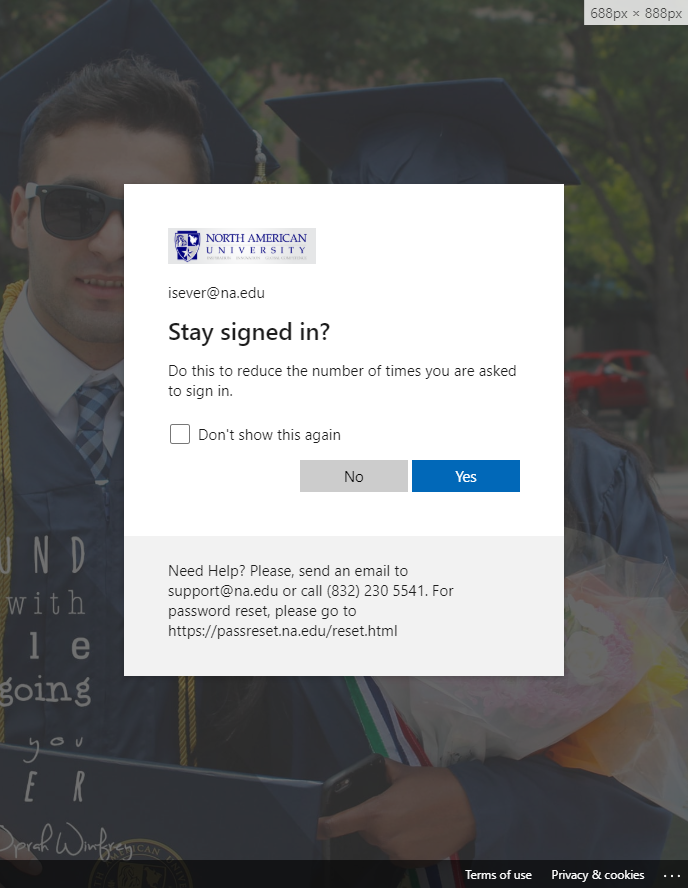 688px × 888px
NORTH AMERICAN
UNIVERSITY
isever@na.edu
Stay signed in?
Do this to reduce the number of times you are asked
to sign in.
Don't show this again
No
Yes
Need Help? Please, send an email to
support@na.edu or call (832) 230 5541. For
password reset, please go to
https://passreset.na.edu/reset.html
UND
with
le
going
you
ER
Oprah Winfrey
Terms of use
Privacy & cookies
...